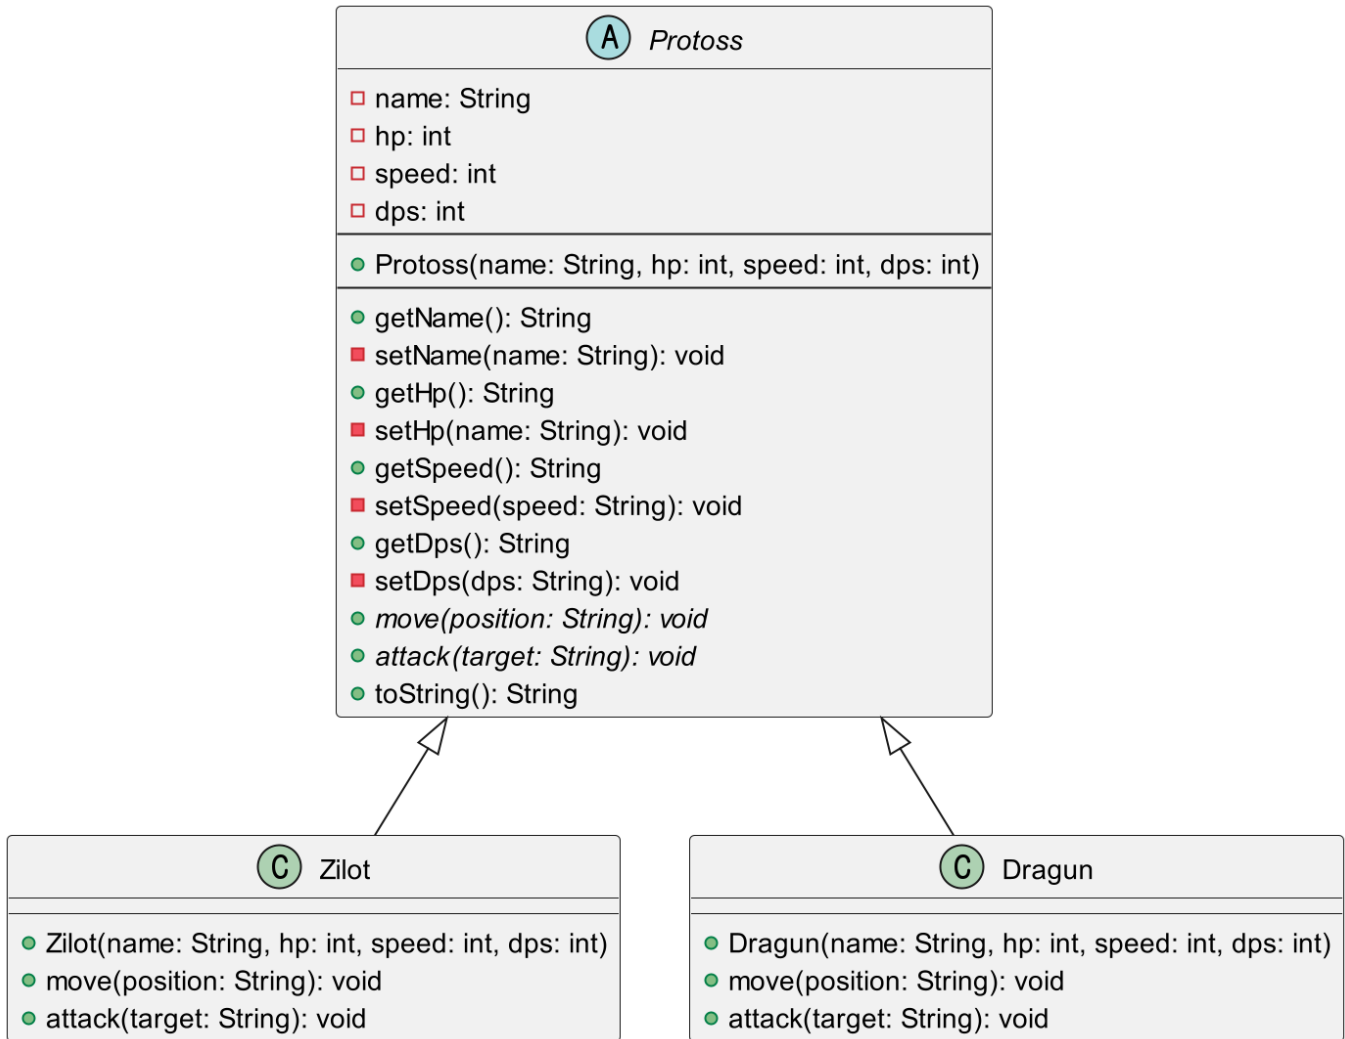 A Protoss
name: String
hp: int
speed: int
dps: int
Protoss(name: String, hp: int, speed: int, dps: int)
getName(): String
setName(name: String): void
getHp(): String
setHp(name: String): void
getSpeed(): String
setSpeed(speed: String): void
getDps(): String
setDps(dps: String): void
move(position: String): void
attack(target: String): void
toString(): String
C Zilot
Zilot(name: String, hp: int, speed: int, dps: int)
move(position: String): void
attack(target: String): void
C Dragun
Dragun(name: String, hp: int, speed: int, dps: int)
move(position: String): void
attack(target: String): void